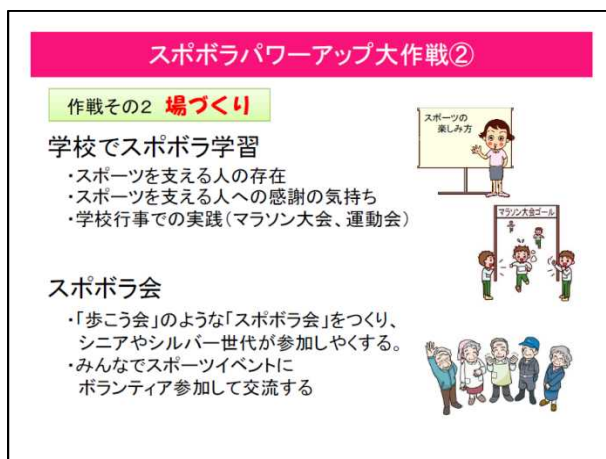 スポボラパワーアップ大作戦②
作戦その2 場づくり
学校でスポボラ学習
・スポーツを支える人の存在
・スポーツを支える人への感謝の気持ち
・学校行事での実践(マラソン大会、運動会)
スポーツの
楽しみ方
マラソン大会ゴール
スポボラ会
・「歩こう会」のような「スポボラ会」をつくり、
シニアやシルバー世代が参加しやくする。
・みんなでスポーツイベントに
ボランティア参加して交流する